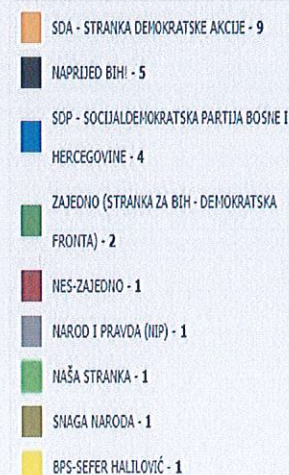 SDA - STRANKA DEMOKRATSKE AKCIJE - 9
NAPRIJED BIH! - 5
SDP - SOCIJALDEMOKRATSKA PARTIJA BOSNE I
HERCEGOVINE - 4
ZAJEDNO (STRANKA ZA BIH - DEMOKRATSKA
FRONTA) - 2
NES-ZAJEDNO - 1
NAROD I PRAVDA (NIP) - 1
NAŠA STRANKA - 1
SNAGA NARODA - 1
BPS-SEFER HALILOVIĆ - 1